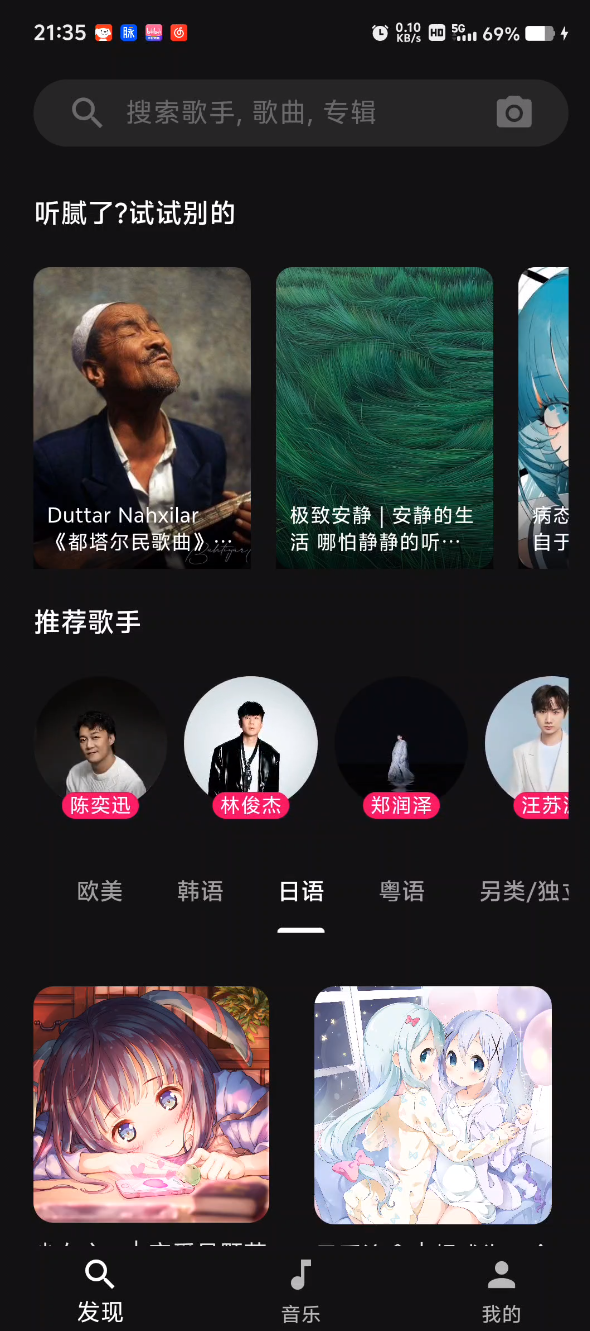 21:35
脉
0.10
KB/s
HD
5G
69%
搜索歌手, 歌曲, 专辑
听腻了?试试别的
Duttar Nahxilar
《都塔尔民歌曲》…
极致安静 | 安静的生
活 哪怕静静的听…
病态
自于
推荐歌手
陈奕迅
林俊杰
郑润泽
汪苏
欧美
韩语
日语
粤语
另类/独立
发现
音乐
我的